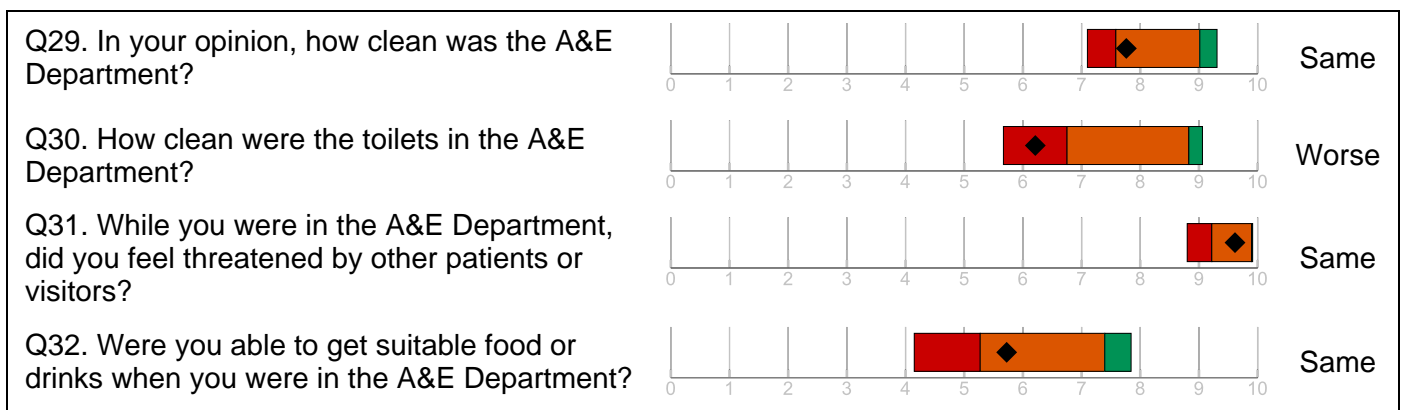 Q29. In your opinion, how clean was the A&E
Department?
Same
0 1 2 3 4 5 6 7 8 9 10
Q30. How clean were the toilets in the A&E
Department?
Worse
0 1 2 3 4 5 6 7 8 9 10
Q31. While you were in the A&E Department,
did you feel threatened by other patients or
visitors?
Same
0 1 2 3 4 5 6 7 8 9 10
Q32. Were you able to get suitable food or
drinks when you were in the A&E Department?
Same
0 1 2 3 4 5 6 7 8 9 10